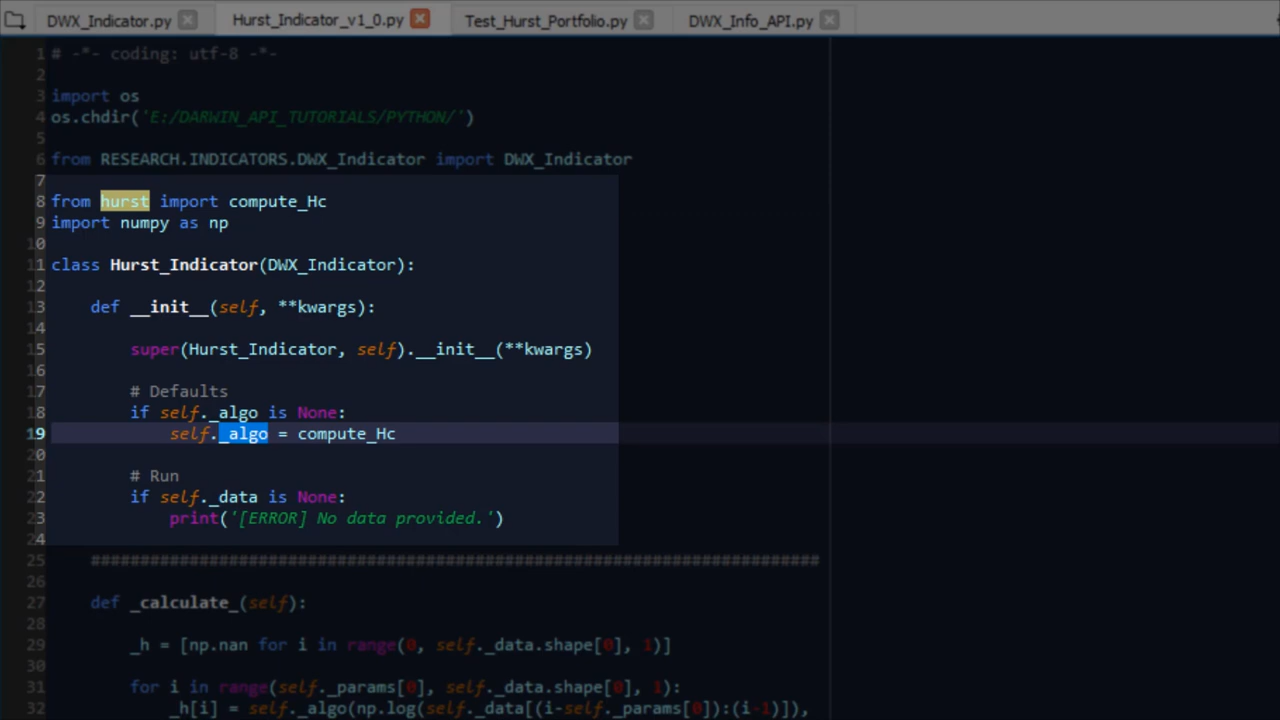 DWX_Indicator.py Hurst_Indicator_v1_0.py Test_Hurst_Portfolio.py DWX_Info_API.py
1 # -*- coding: utf-8 -*-
2
3 import os
4 os.chdir('E:/DARWIN_API_TUTORIALS/PYTHON/')
5
6 from RESEARCH.INDICATORS.DWX_Indicator import DWX_Indicator
7
8 from hurst import compute_Hc
9 import numpy as np
10
11 class Hurst_Indicator(DWX_Indicator):
12
13 def __init__(self, **kwargs):
14
15 super(Hurst_Indicator, self).__init__(**kwargs)
16
17 # Defaults
18 if self._algo is None:
19 self._algo = compute_Hc
20
21 # Run
22 if self._data is None:
23 print('[ERROR] No data provided.')
24
25 ##########################################################################
26
27 def _calculate_(self):
28
29 _h = [np.nan for i in range(0, self._data.shape[0], 1)]
30
31 for i in range(self._params[0], self._data.shape[0], 1):
32 _h[i] = self._algo(np.log(self._data[(i-self._params[0]):(i-1)]),